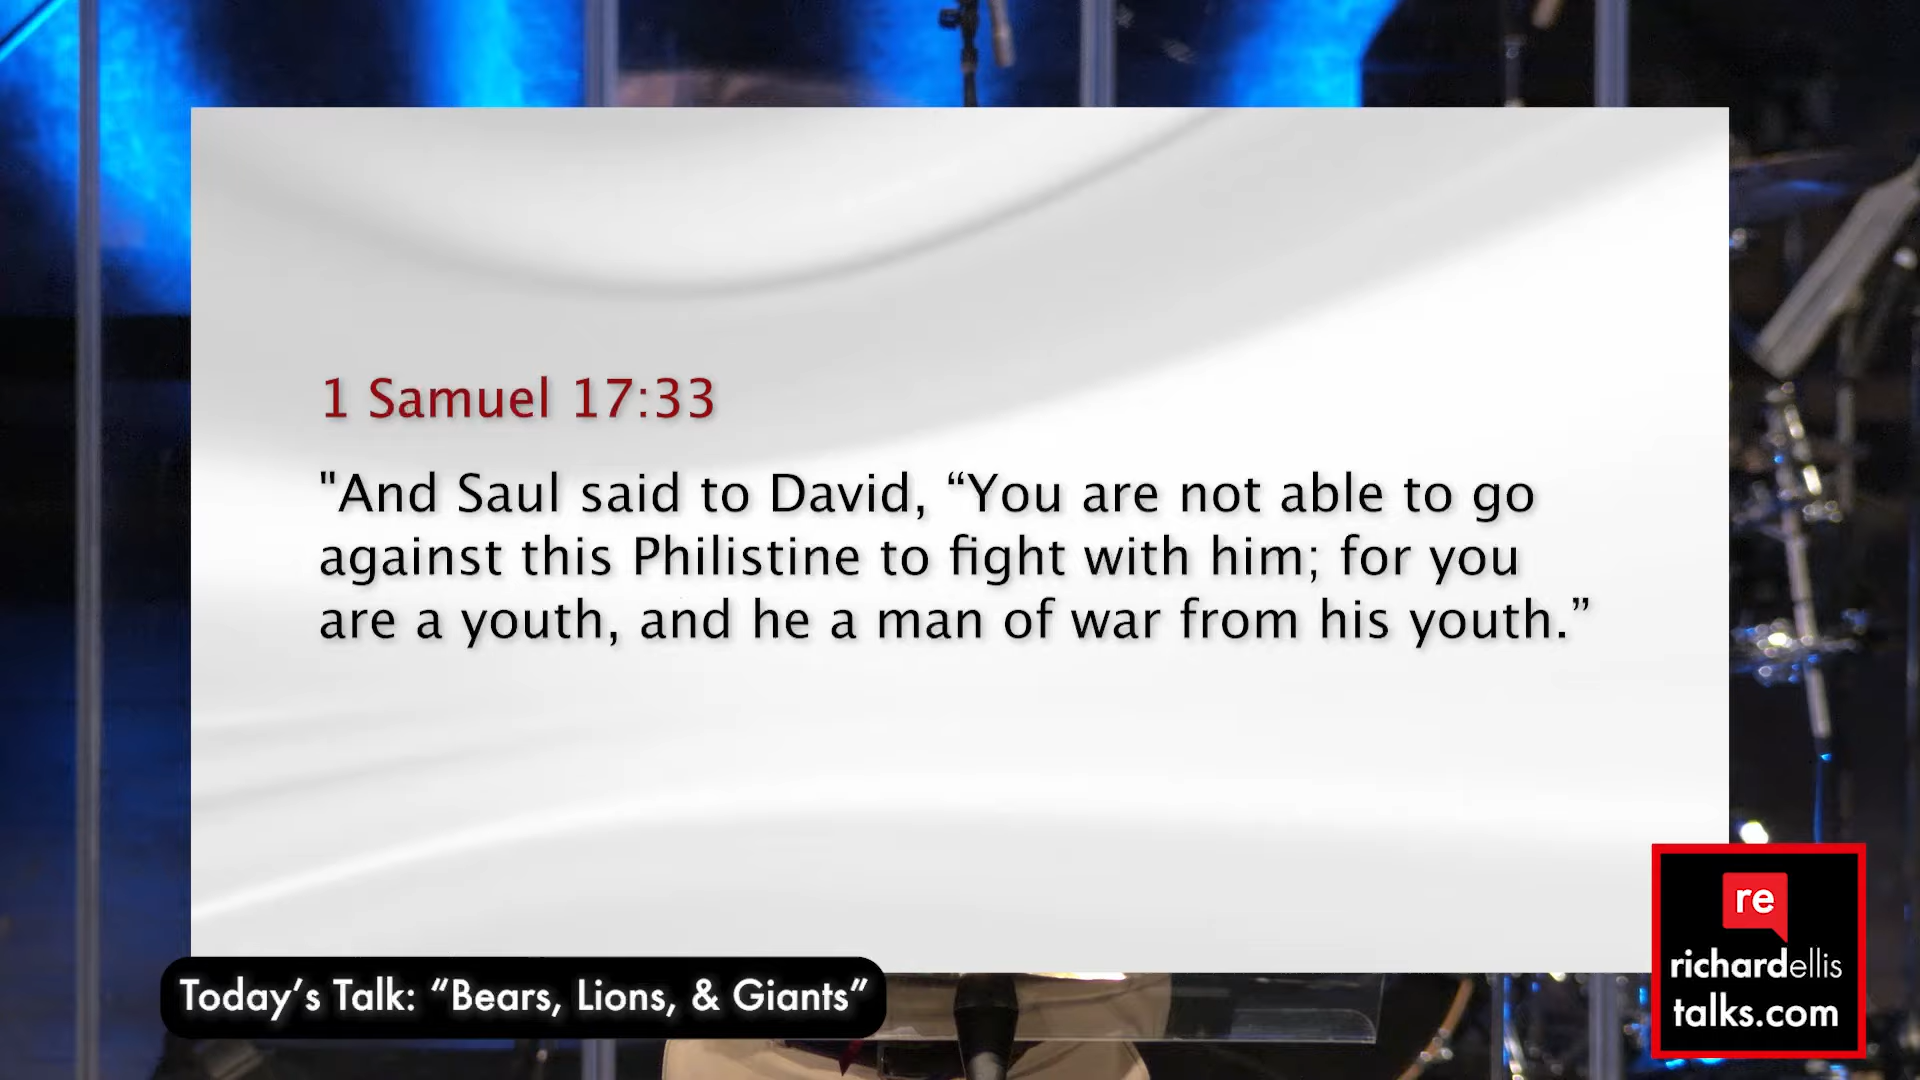 1 Samuel 17:33
"And Saul said to David, “You are not able to go
against this Philistine to fight with him; for you
are a youth, and he a man of war from his youth.”
Today’s Talk: “Bears, Lions, & Giants”
re
richardellis
talks.com